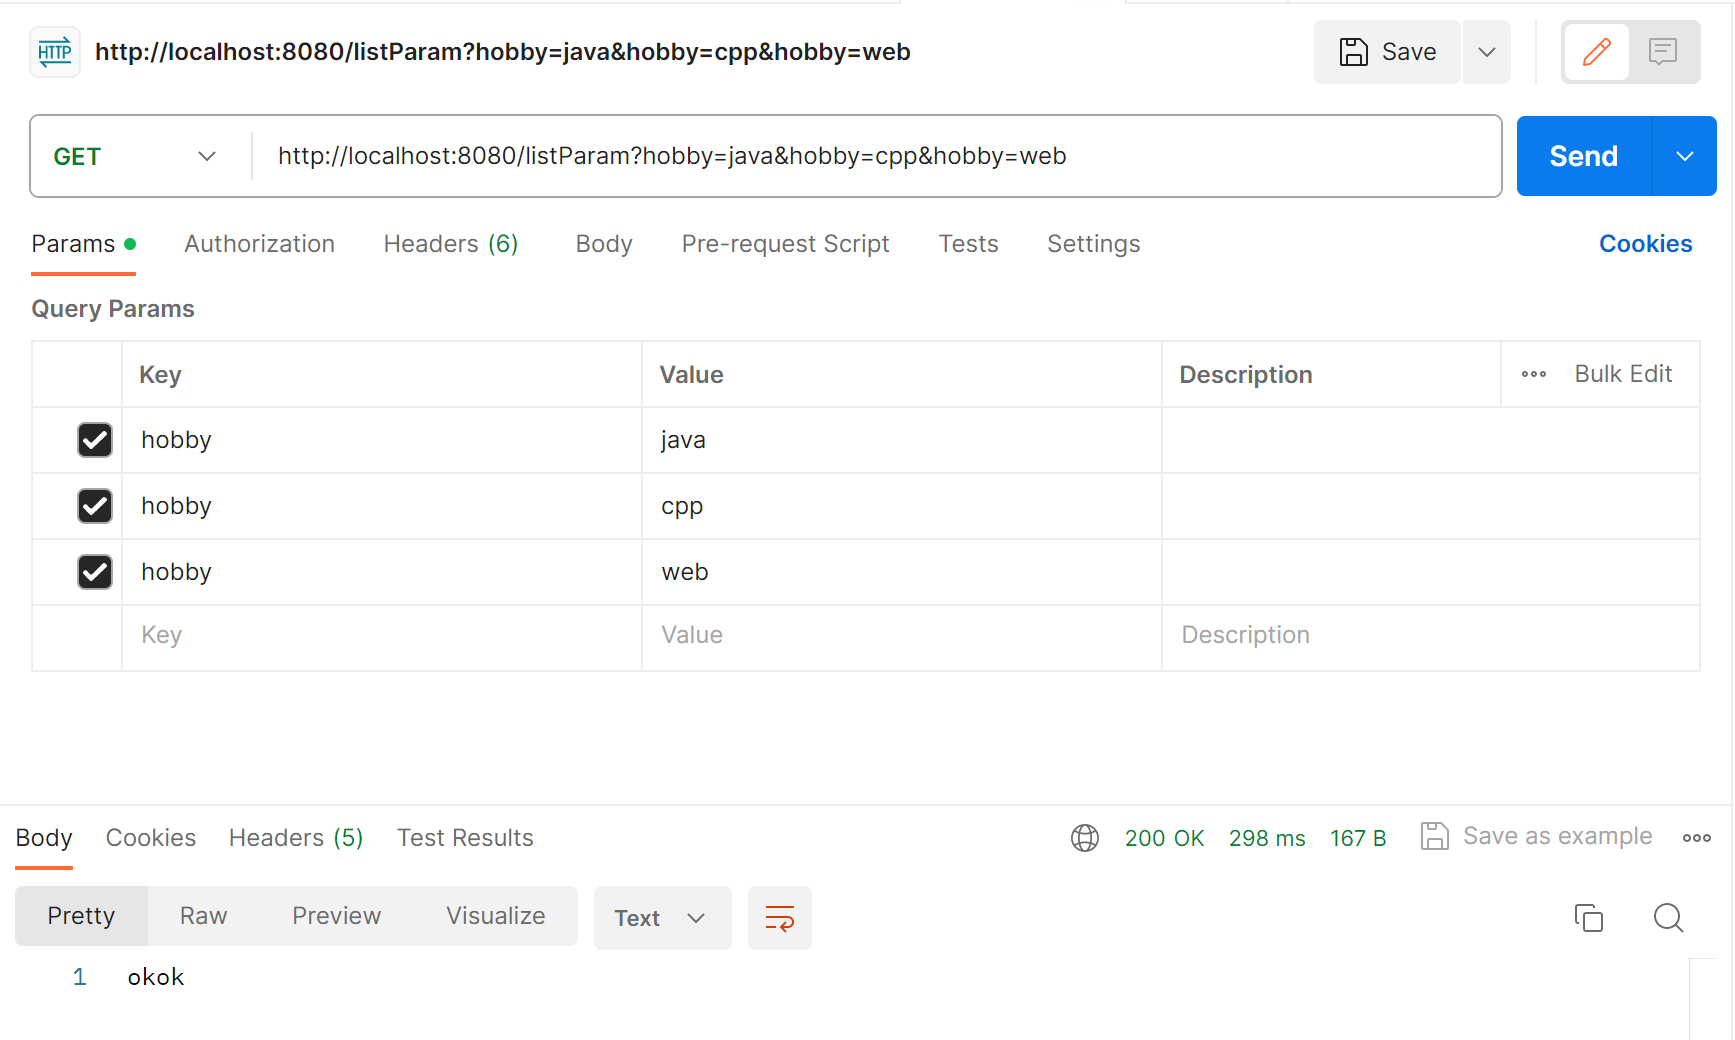 HTTP http://localhost:8080/listParam?hobby=java&hobby=cpp&hobby=web Save
GET http://localhost:8080/listParam?hobby=java&hobby=cpp&hobby=web Send
Params Authorization Headers (6) Body Pre-request Script Tests Settings Cookies
Query Params
Key Value Description Bulk Edit
hobby java
hobby cpp
hobby web
Key Value Description
Body Cookies Headers (5) Test Results 200 OK 298 ms 167 B Save as example
Pretty Raw Preview Visualize Text
1 okok